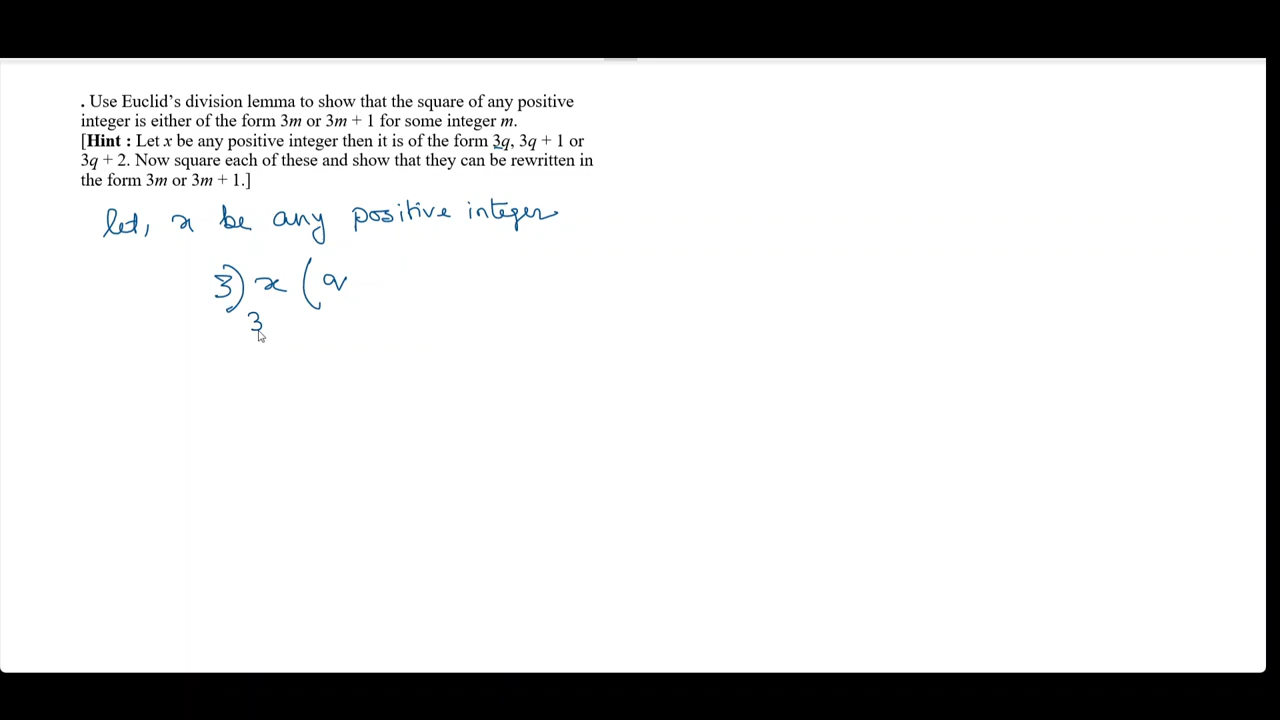 . Use Euclid's division lemma to show that the square of any positive
integer is either of the form 3m or 3m + 1 for some integer m.
[Hint : Let x be any positive integer then it is of the form 3q, 3q + 1 or
3q + 2. Now square each of these and show that they can be rewritten in
the form 3m or 3m + 1.]
let, x be any positive integer
3) x ( q
3